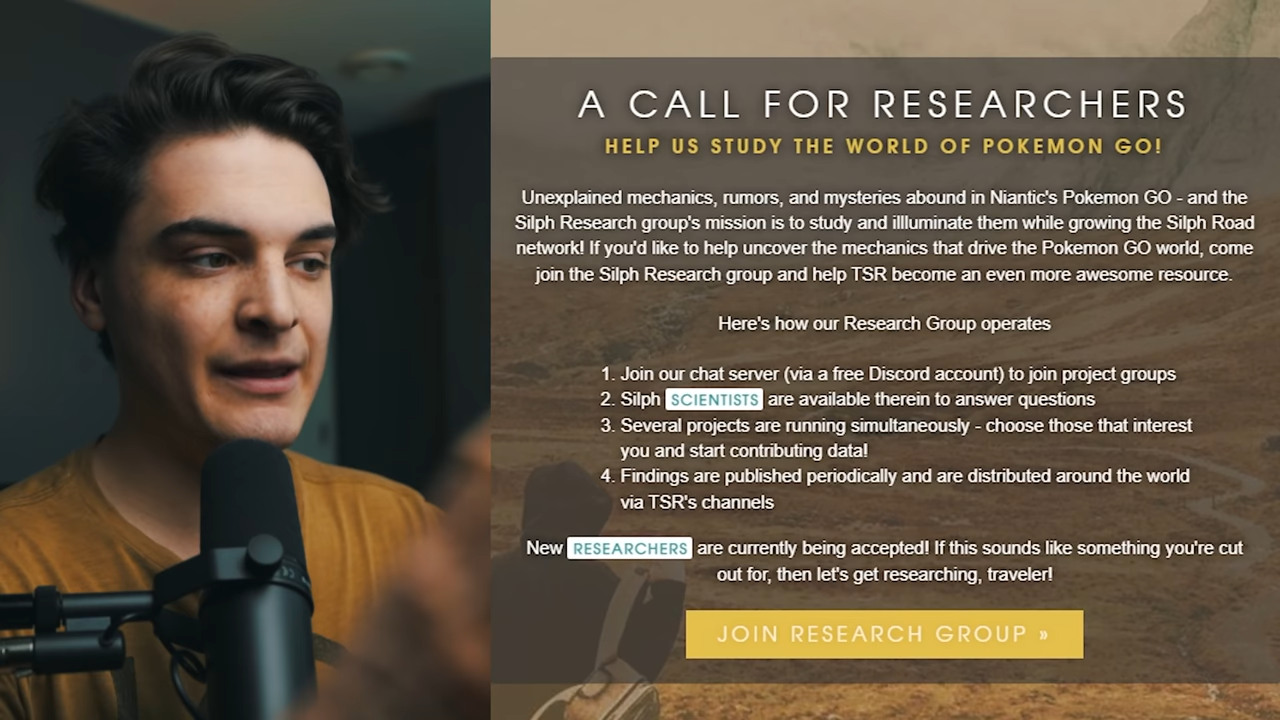 A CALL FOR RESEARCHERS
HELP US STUDY THE WORLD OF POKEMON GO!
Unexplained mechanics, rumors, and mysteries abound in Niantic's Pokemon GO - and the
Silph Research group's mission is to study and illluminate them while growing the Silph Road
network! If you'd like to help uncover the mechanics that drive the Pokemon GO world, come
join the Silph Research group and help TSR become an even more awesome resource.
Here's how our Research Group operates
1. Join our chat server (via a free Discord account) to join project groups
2. Silph SCIENTISTS are available therein to answer questions
3. Several projects are running simultaneously - choose those that interest
you and start contributing data!
4. Findings are published periodically and are distributed around the world
via TSR's channels
New RESEARCHERS are currently being accepted! If this sounds like something you're cut
out for, then let's get researching, traveler!
JOIN RESEARCH GROUP »